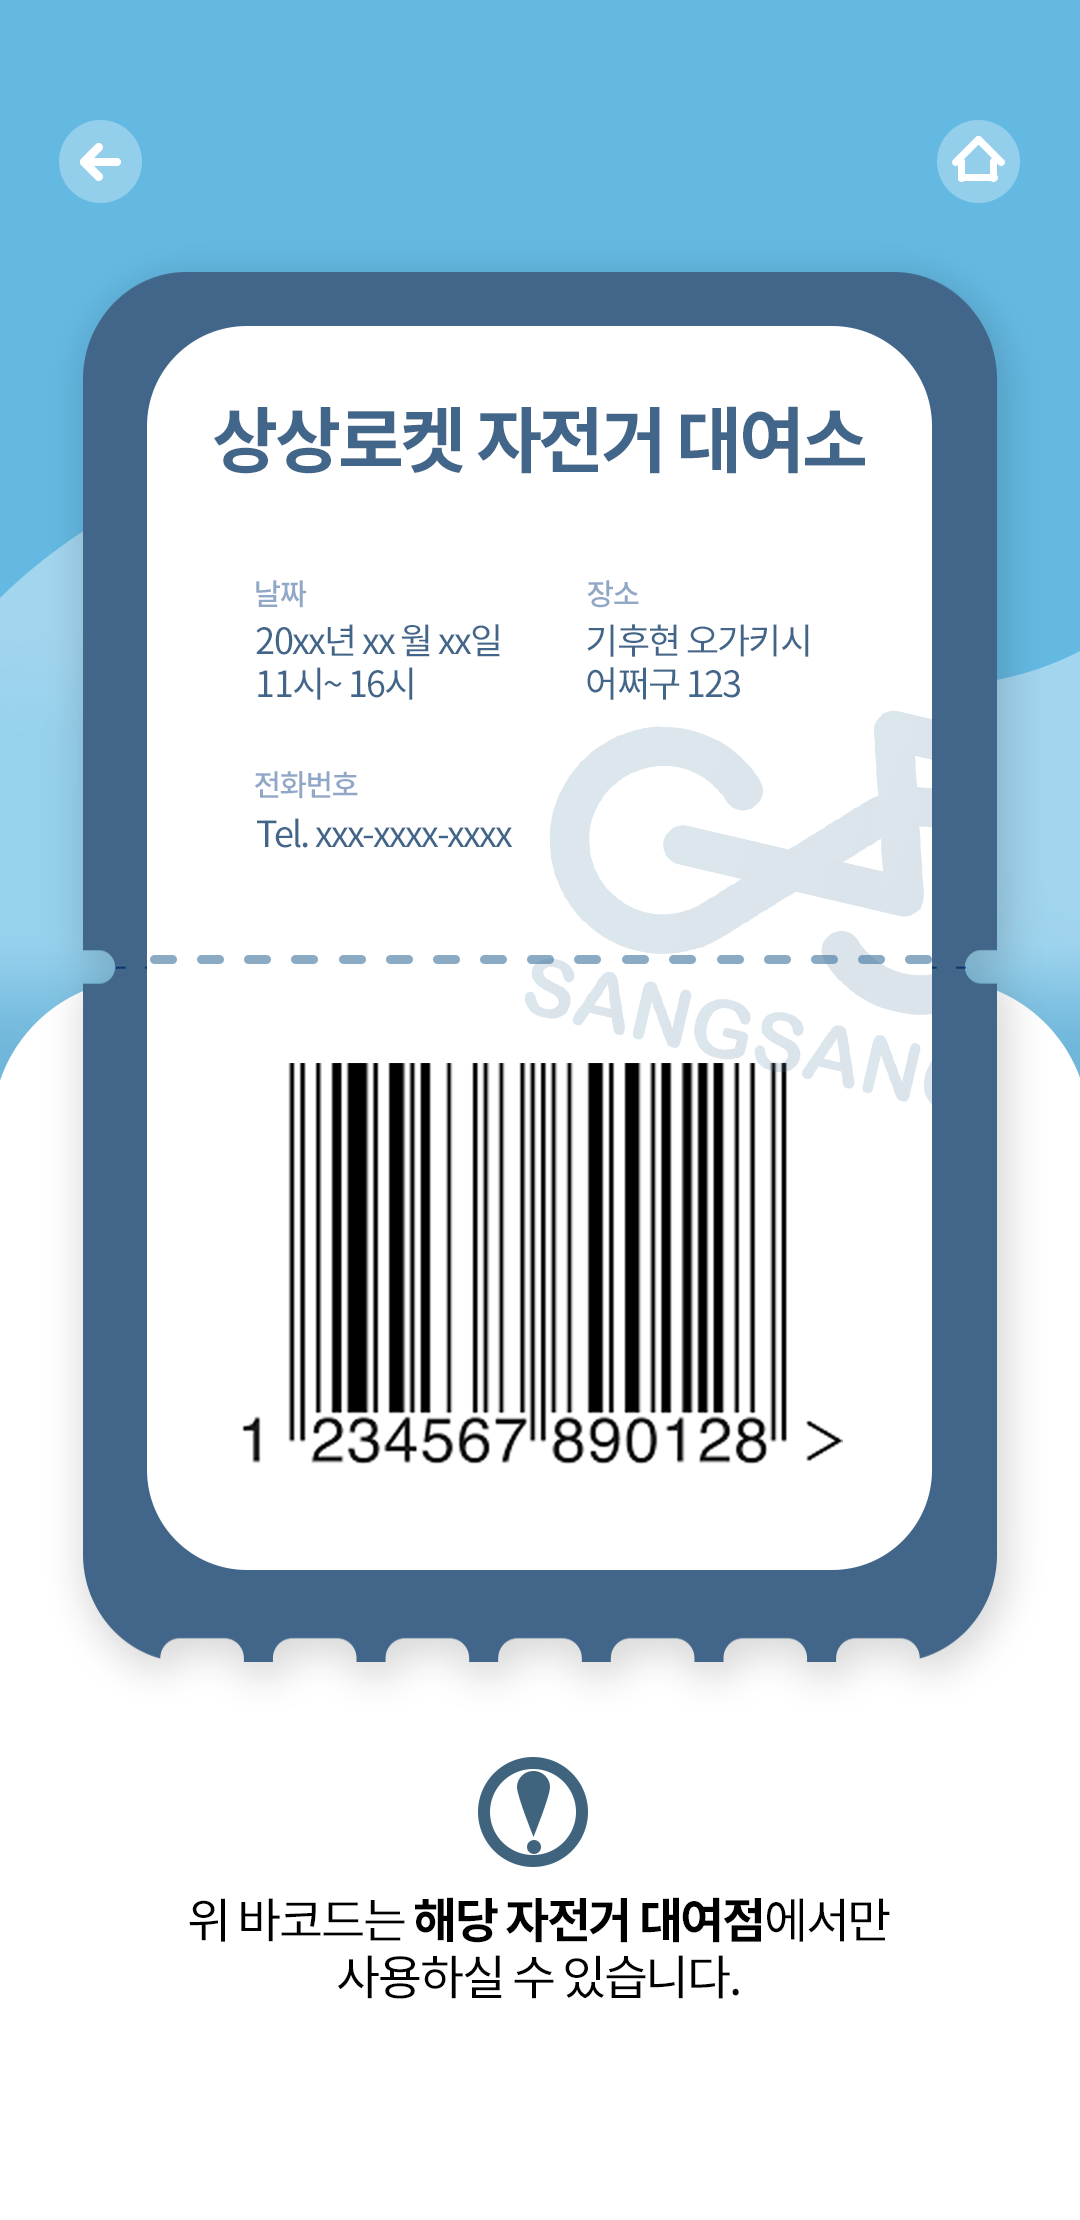 상상로켓 자전거 대여소
날짜
20xx년 xx 월 xx일
11시~ 16시
장소
기후현 오가키시
어쩌구 123
전화번호
Tel. xxx-xxxx-xxxx
SANGSANG
1 234567 890128 >
위 바코드는 해당 자전거 대여점에서만
사용하실 수 있습니다.